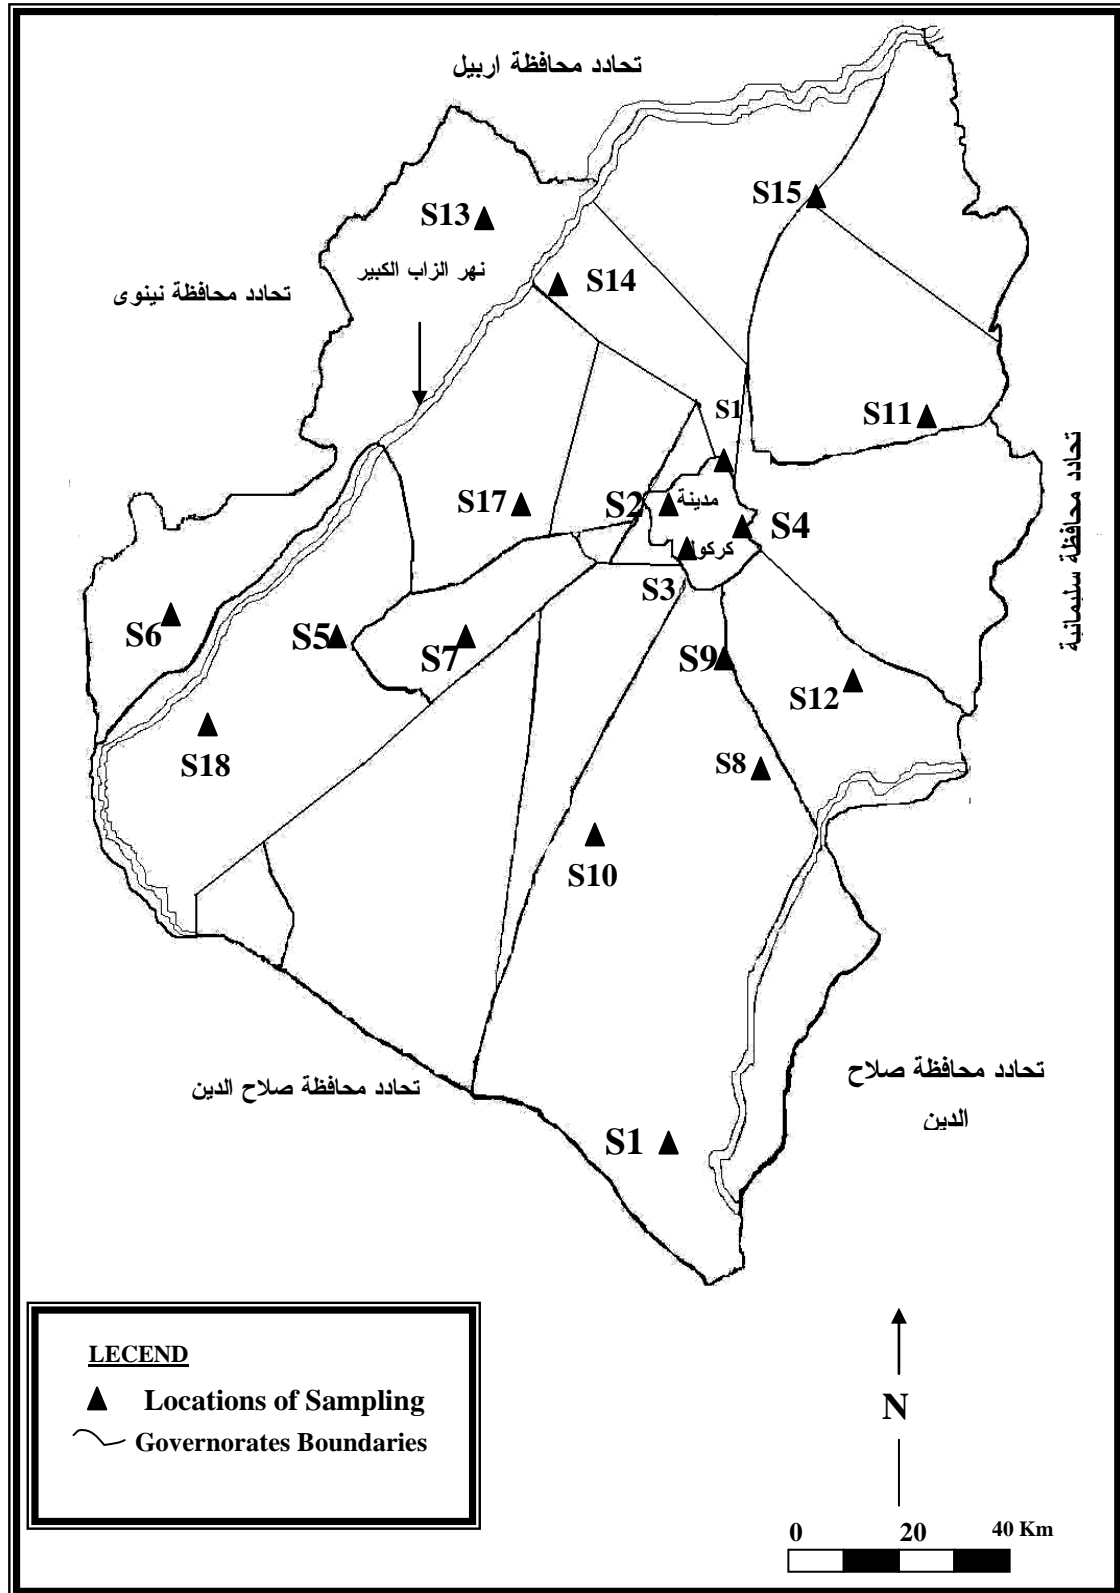 تحادد محافظة اربيل
S15
S13
نهر الزاب الكبير
S14
تحادد محافظة نينوى
S1
S11
تحادد محافظة سليمانية
S17
S2
مدينة
S4
كركوك
S3
S6
S5
S7
S9
S12
S18
S8
S10
تحادد محافظة صلاح الدين
تحادد محافظة صلاح
الدين
S1
LECEND
Locations of Sampling
Governorates Boundaries
N
0 20 40 Km